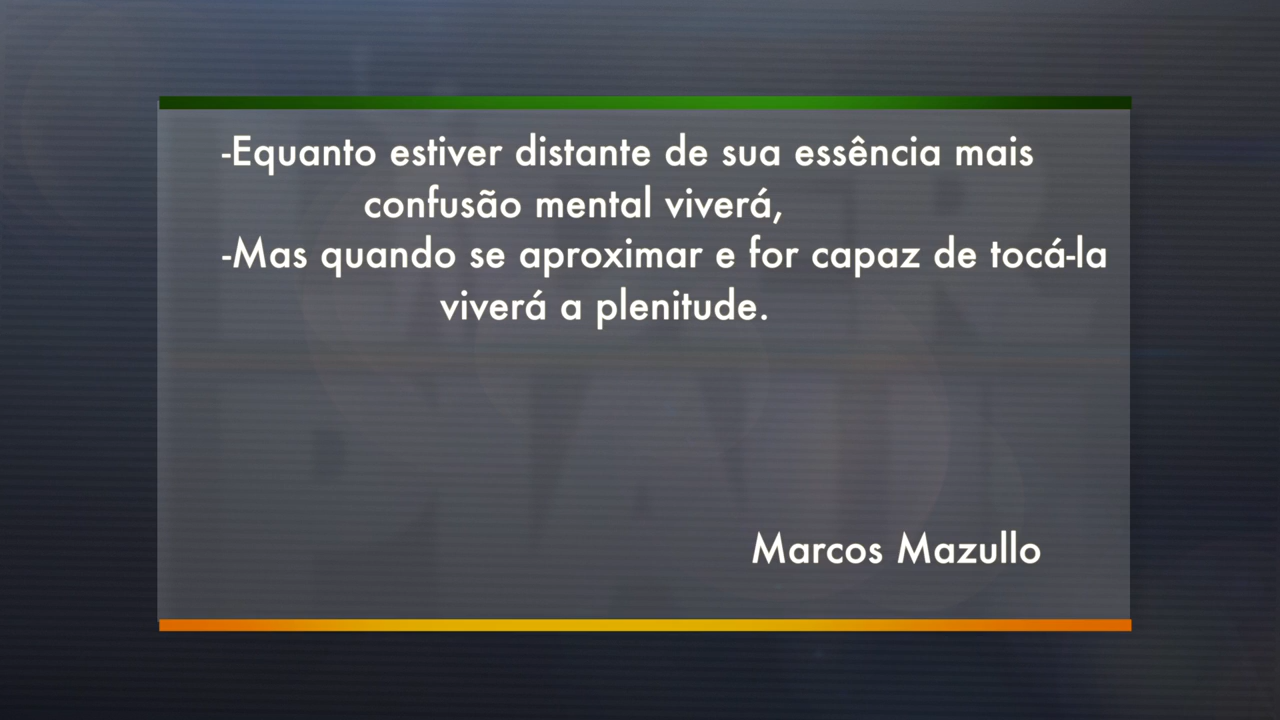 -Equanto estiver distante de sua essência mais
confusão mental viverá,
-Mas quando se aproximar e for capaz de tocá-la
viverá a plenitude.
Marcos Mazullo